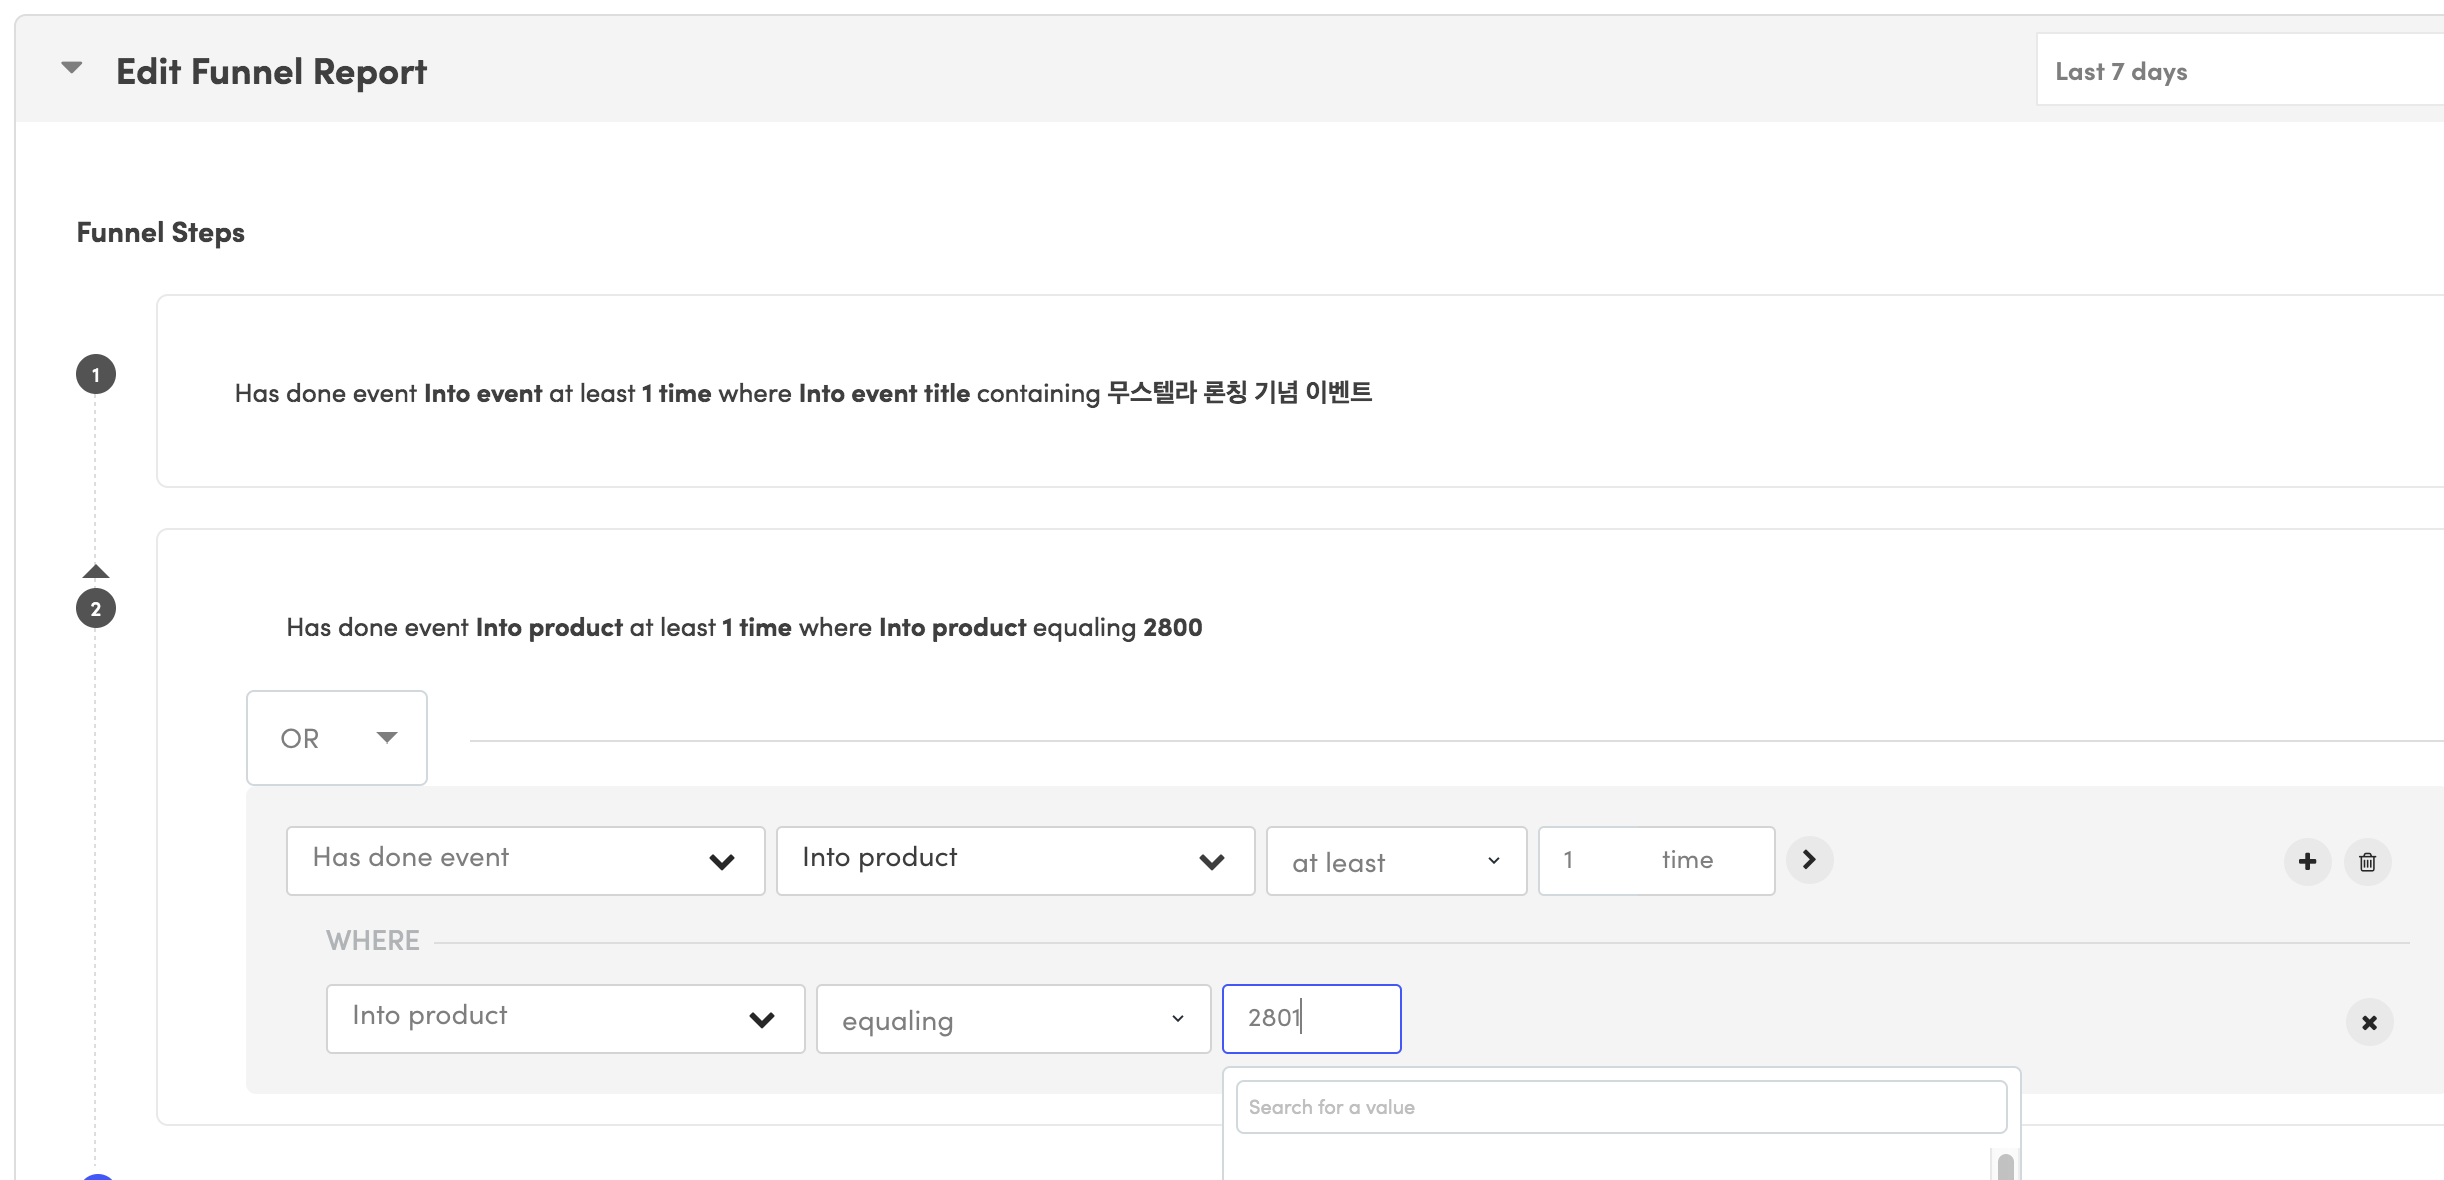 Edit Funnel Report
Last 7 days
Funnel Steps
1
Has done event Into event at least 1 time where Into event title containing 무스텔라 론칭 기념 이벤트
2
Has done event Into product at least 1 time where Into product equaling 2800
OR
Has done event Into product at least 1 time
WHERE
Into product equaling 2801
Search for a value